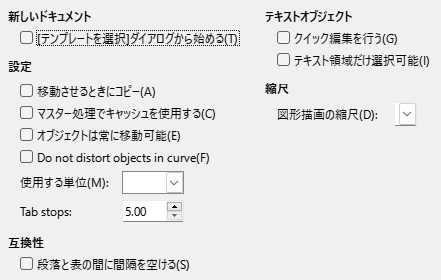 新しいドキュメント
[テンプレートを選択]ダイアログから始める(T)
設定
移動させるときにコピー(A)
マスター処理でキャッシュを使用する(C)
オブジェクトは常に移動可能(E)
Do not distort objects in curve(F)
使用する単位(M):
Tab stops: 5.00
互換性
段落と表の間に間隔を空ける(S)
テキストオブジェクト
クイック編集を行う(G)
テキスト領域だけ選択可能(I)
縮尺
図形描画の縮尺(D):